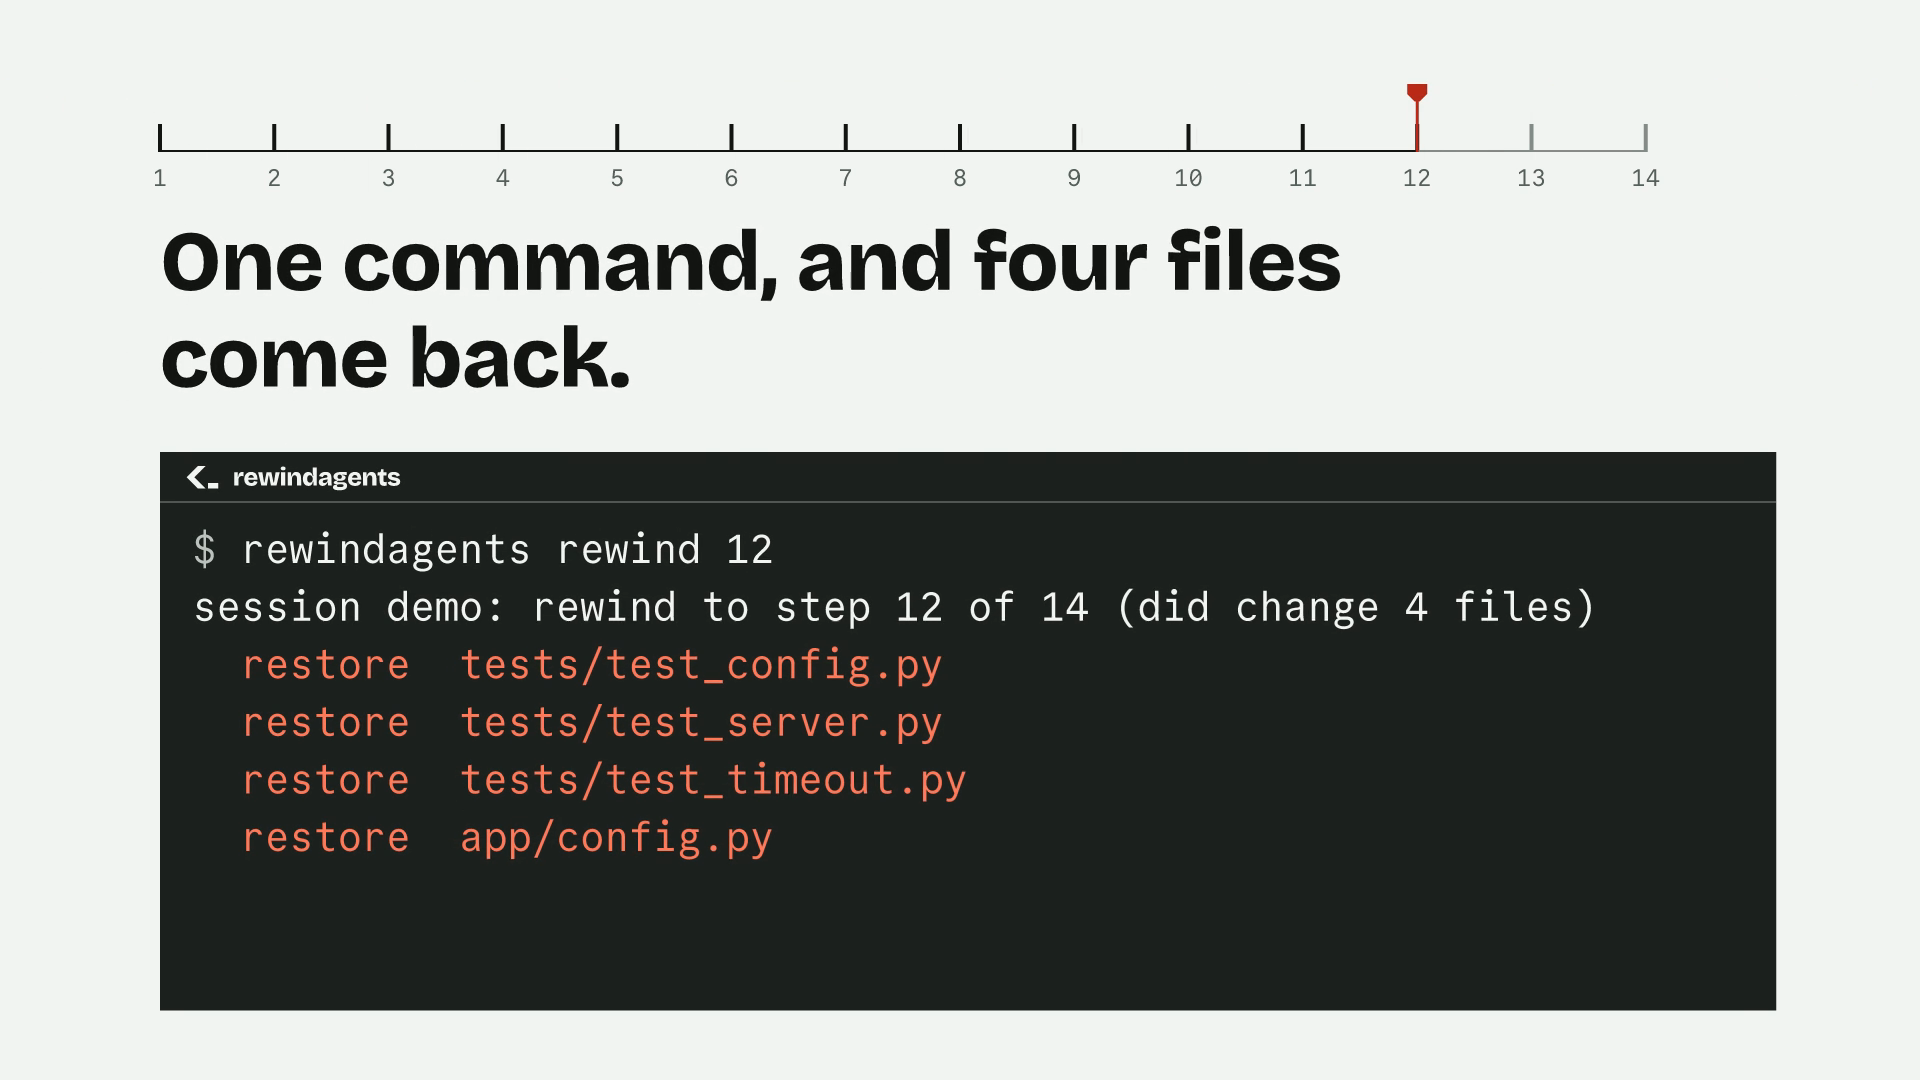 1 2 3 4 5 6 7 8 9 10 11 12 13 14
One command, and four files
come back.
rewindagents
$ rewindagents rewind 12
session demo: rewind to step 12 of 14 (did change 4 files)
restore  tests/test_config.py
restore  tests/test_server.py
restore  tests/test_timeout.py
restore  app/config.py